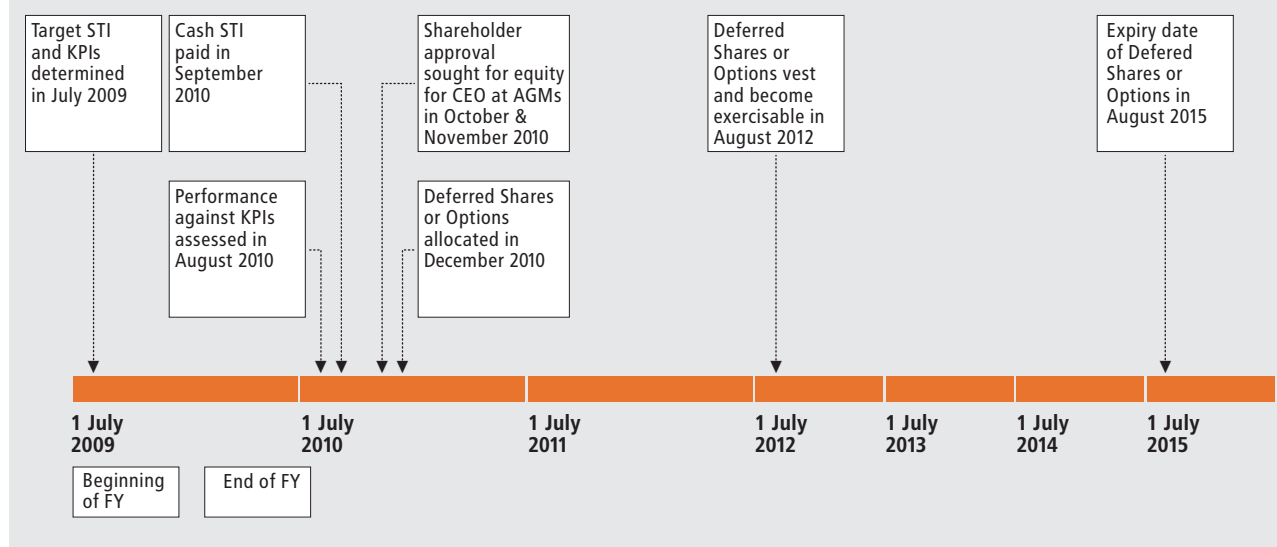 Target STI
and KPIs
determined
in July 2009
Cash STI
paid in
September
2010
Shareholder
approval
sought for equity
for CEO at AGMs
in October &
November 2010
Deferred
Shares or
Options vest
and become
exercisable in
August 2012
Expiry date
of Defered
Shares or
Options in
August 2015
Performance
against KPIs
assessed in
August 2010
Deferred Shares
or Options
allocated in
December 2010
1 July
2009
1 July
2010
1 July
2011
1 July
2012
1 July
2013
1 July
2014
1 July
2015
Beginning
of FY
End of FY